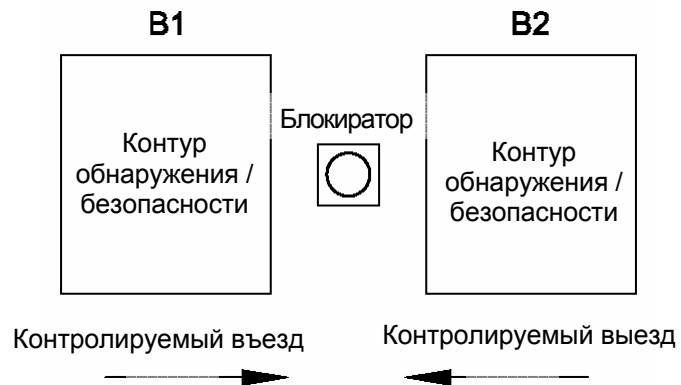 B1
B2
Блокиратор
Контур
обнаружения /
безопасности
Контур
обнаружения /
безопасности
Контролируемый въезд
Контролируемый выезд